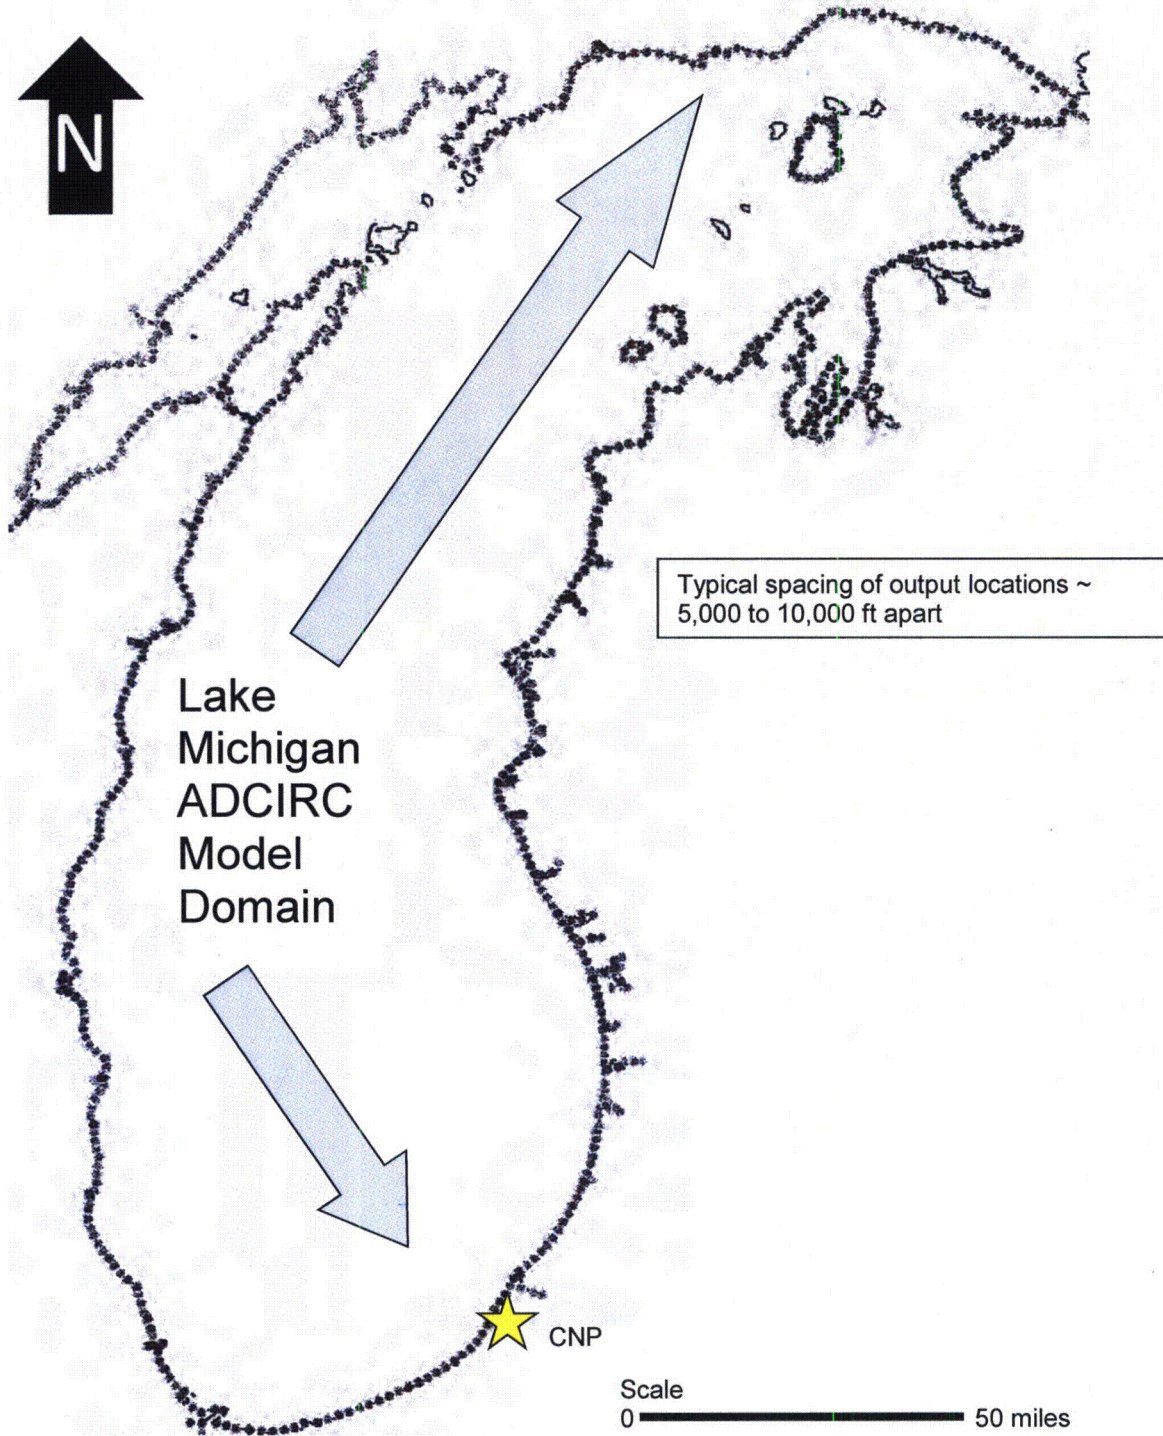 N
Typical spacing of output locations ~
5,000 to 10,000 ft apart
Lake
Michigan
ADCIRC
Model
Domain
CNP
Scale
0 50 miles